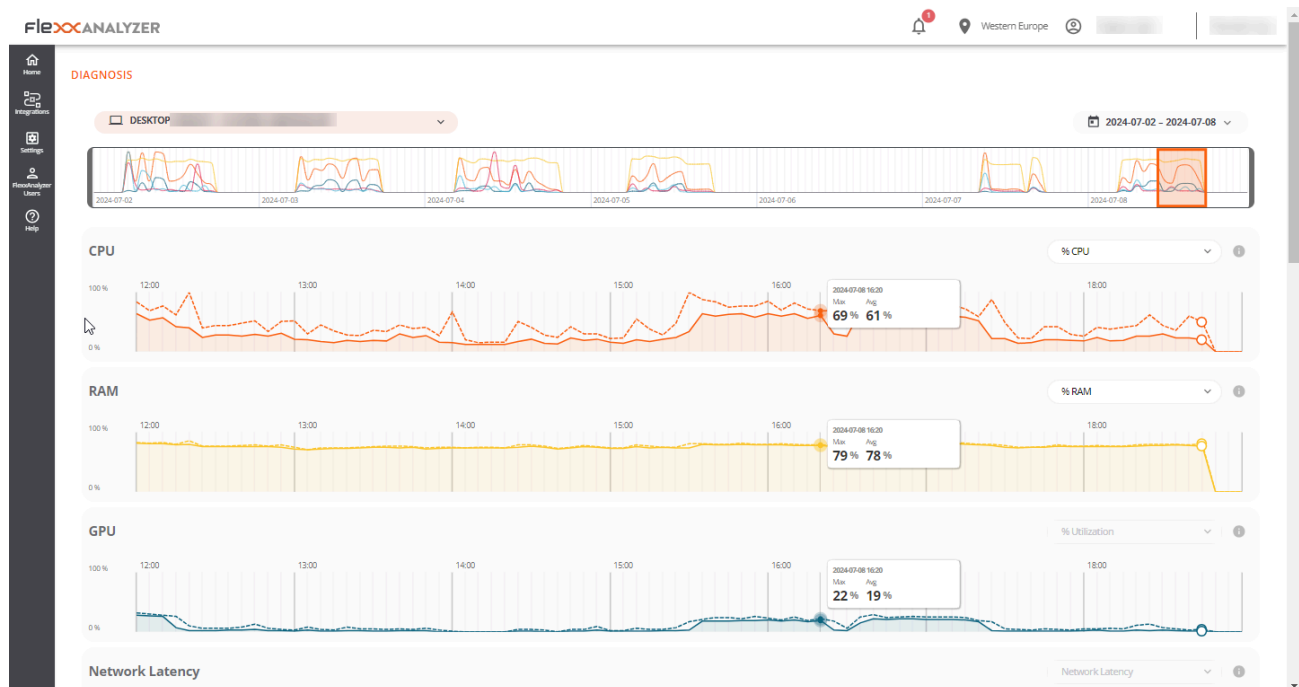 FlexxANALYZER
1
Western Europe
Home
Integrations
Settings
FlexxAnalyzer
Users
Help
DIAGNOSIS
DESKTOP
2024-07-02 – 2024-07-08
2024-07-02 2024-07-03 2024-07-04 2024-07-05 2024-07-06 2024-07-07 2024-07-08
CPU
% CPU
100 %
12:00 13:00 14:00 15:00 16:00 18:00
2024-07-08 16:20
Max Avg
69 % 61 %
0 %
RAM
% RAM
100 %
12:00 13:00 14:00 15:00 16:00 18:00
2024-07-08 16:20
Max Avg
79 % 78 %
0 %
GPU
% Utilization
100 %
12:00 13:00 14:00 15:00 16:00 18:00
2024-07-08 16:20
Max Avg
22 % 19 %
0 %
Network Latency
Network Latency